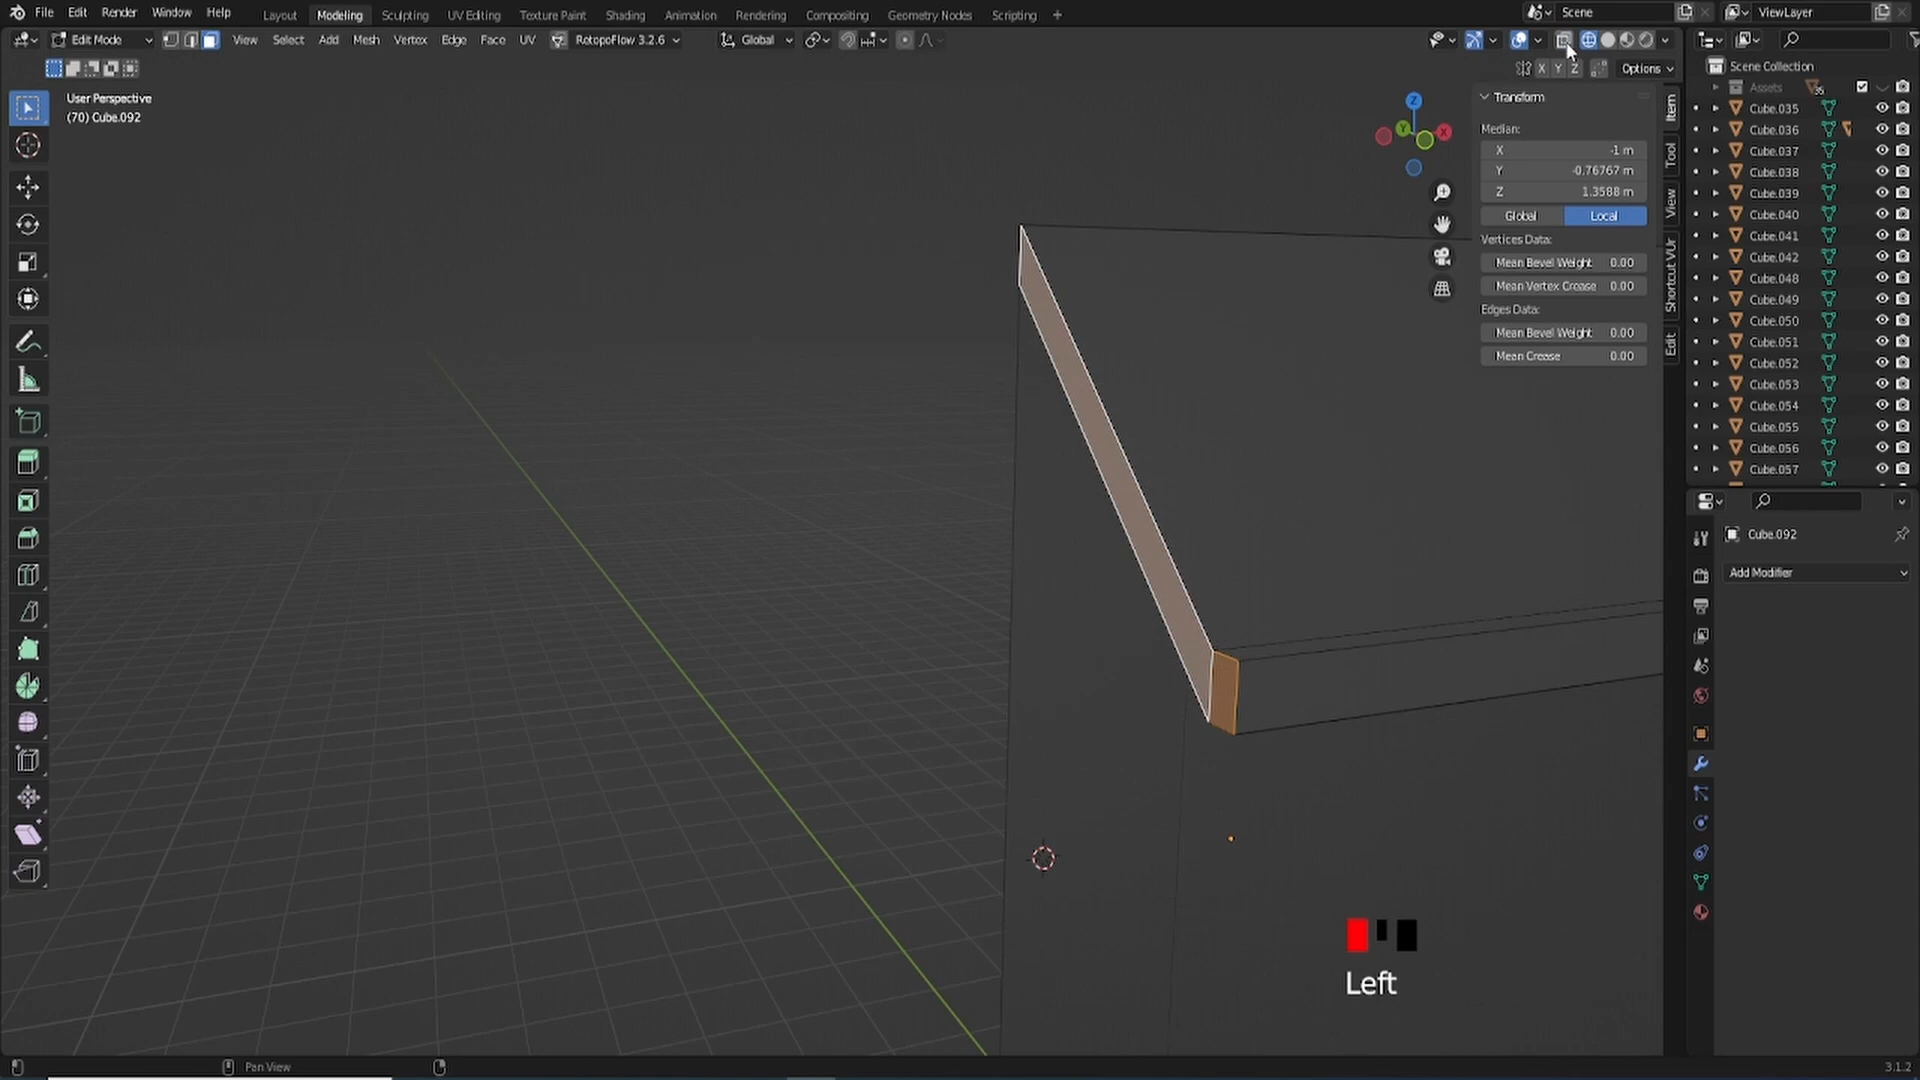 File Edit Render Window Help
Layout Modeling Sculpting UV Editing Texture Paint Shading Animation Rendering Compositing Geometry Nodes Scripting +
Scene
ViewLayer
Edit Mode View Select Add Mesh Vertex Edge Face UV RetopoFlow 3.2.6 Global
X Y Z Options
User Perspective
(70) Cube.092
Z
Y
X
Transform
Median:
X -1 m
Y -0.76767 m
Z 1.3588 m
Global Local
Vertices Data:
Mean Bevel Weight 0.00
Mean Vertex Crease 0.00
Edges Data:
Mean Bevel Weight 0.00
Mean Crease 0.00
Item
Tool
View
Shortcut VUr
Edit
Scene Collection
Assets 35
Cube.035
Cube.036
Cube.037
Cube.038
Cube.039
Cube.040
Cube.041
Cube.042
Cube.048
Cube.049
Cube.050
Cube.051
Cube.052
Cube.053
Cube.054
Cube.055
Cube.056
Cube.057
Cube.092
Add Modifier
Left
Pan View
3.1.2